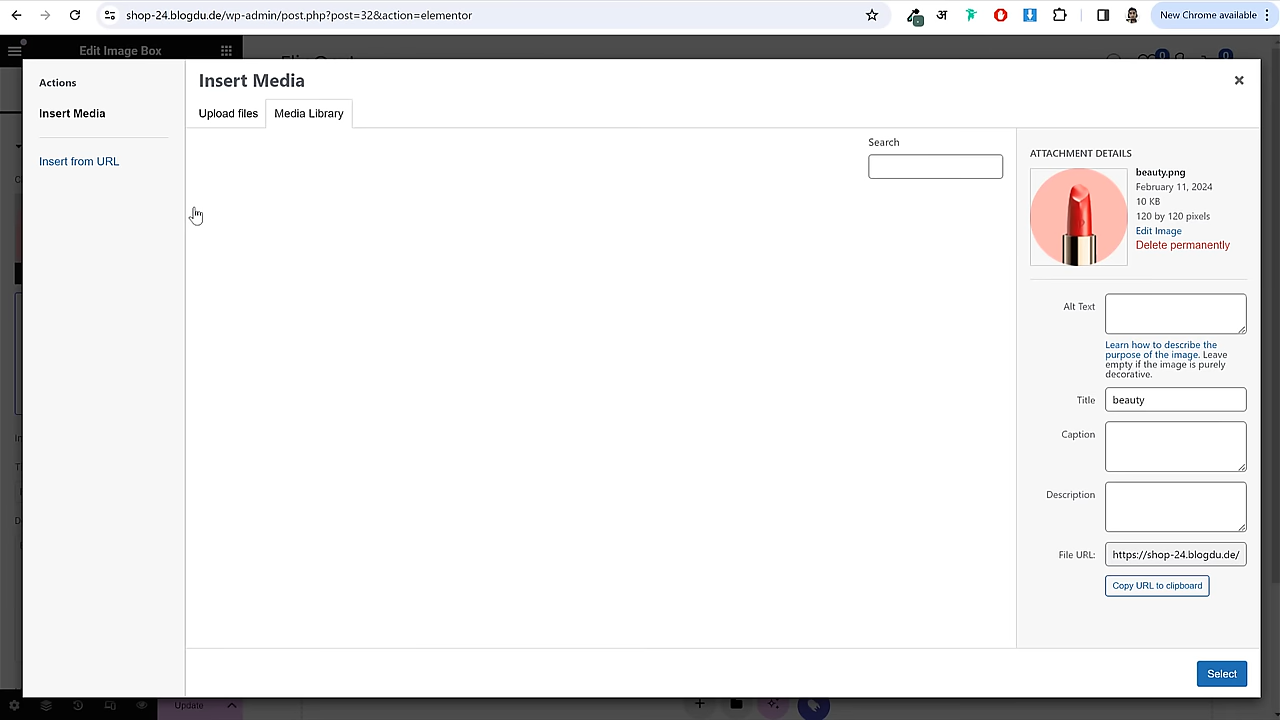 shop-24.blogdu.de/wp-admin/post.php?post=32&action=elementor
अ
New Chrome available
Edit Image Box
0
0
Actions
Insert Media
Insert from URL
Insert Media
Upload files
Media Library
Search
ATTACHMENT DETAILS
beauty.png
February 11, 2024
10 KB
120 by 120 pixels
Edit Image
Delete permanently
Alt Text
Learn how to describe the
purpose of the image. Leave
empty if the image is purely
decorative.
Title
beauty
Caption
Description
File URL:
https://shop-24.blogdu.de/
Copy URL to clipboard
Select
Update